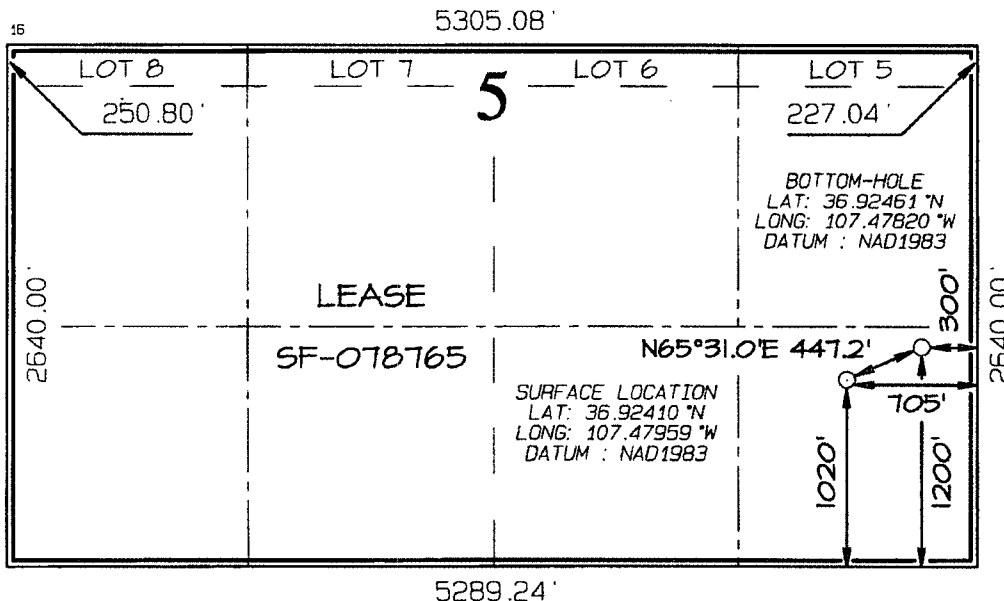 16
5305.08'
LOT 8
LOT 7
LOT 6
LOT 5
5
250.80'
227.04'
BOTTOM-HOLE
LAT: 36.92461 °N
LONG: 107.47820 °W
DATUM : NAD1983
2640.00'
LEASE
SF-078765
300'
2640.00'
N65°31.0'E 447.2'
SURFACE LOCATION
LAT: 36.92410 °N
LONG: 107.47959 °W
DATUM : NAD1983
705'
1020'
1200'
5289.24'